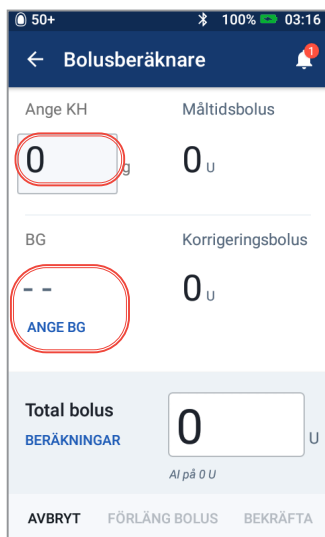 50+ 100% 03:16
Bolusberäknare 1
Ange KH Måltidsbolus
0 g 0 U
BG Korrigeringsbolus
-- 0 U
ANGE BG
Total bolus 0 U
BERÄKNINGAR
AI på 0 U
AVBRYT FÖRLÄNG BOLUS BEKRÄFTA